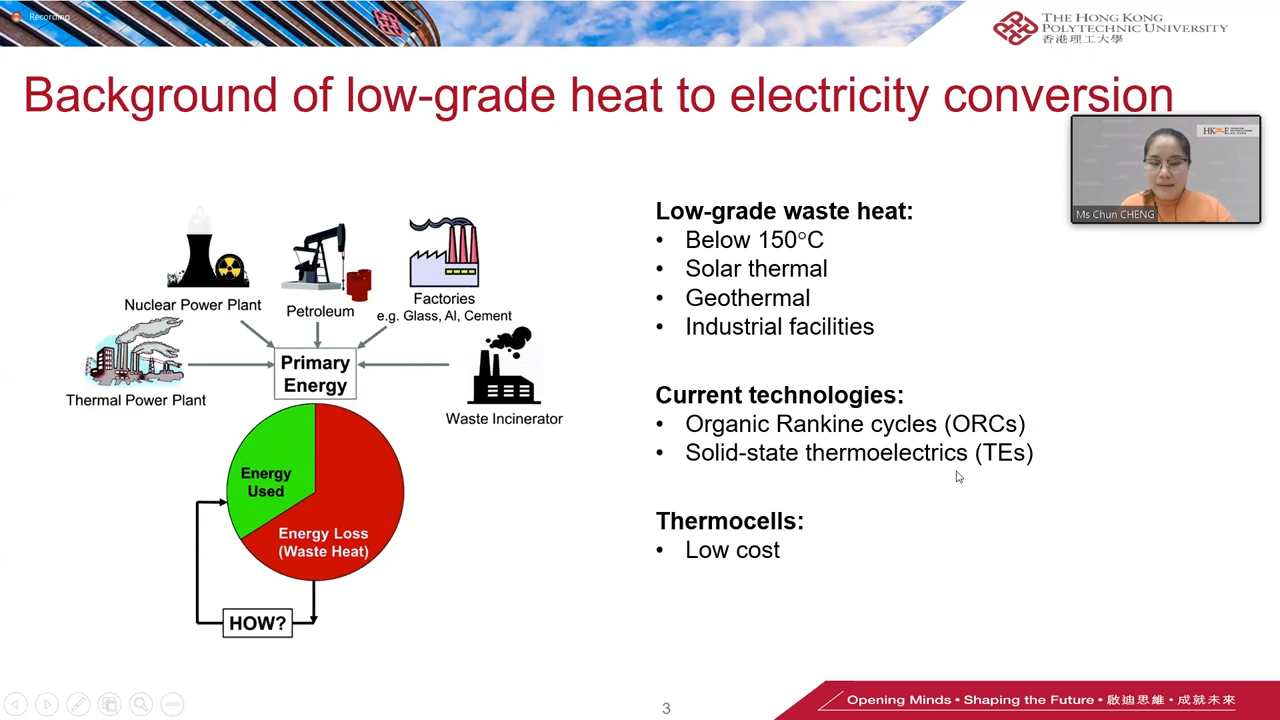 Recording
THE HONG KONG
POLYTECHNIC UNIVERSITY
香港理工大學
Background of low-grade heat to electricity conversion
Ms Chun CHENG
Nuclear Power Plant
Petroleum
Factories
e.g. Glass, Al, Cement
Thermal Power Plant
Primary
Energy
Waste Incinerator
Energy
Used
Energy Loss
(Waste Heat)
HOW?
Low-grade waste heat:
• Below 150°C
• Solar thermal
• Geothermal
• Industrial facilities
Current technologies:
• Organic Rankine cycles (ORCs)
• Solid-state thermoelectrics (TEs)
Thermocells:
• Low cost
3
Opening Minds • Shaping the Future • 啟迪思維 • 成就未來